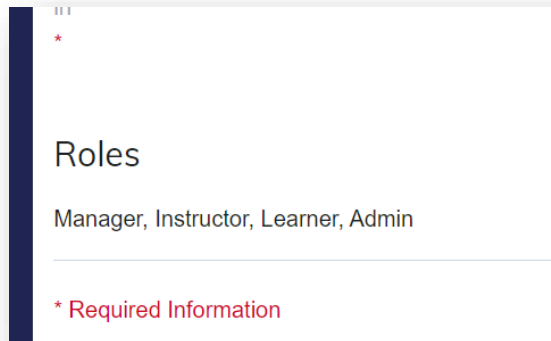 *
Roles
Manager, Instructor, Learner, Admin
* Required Information